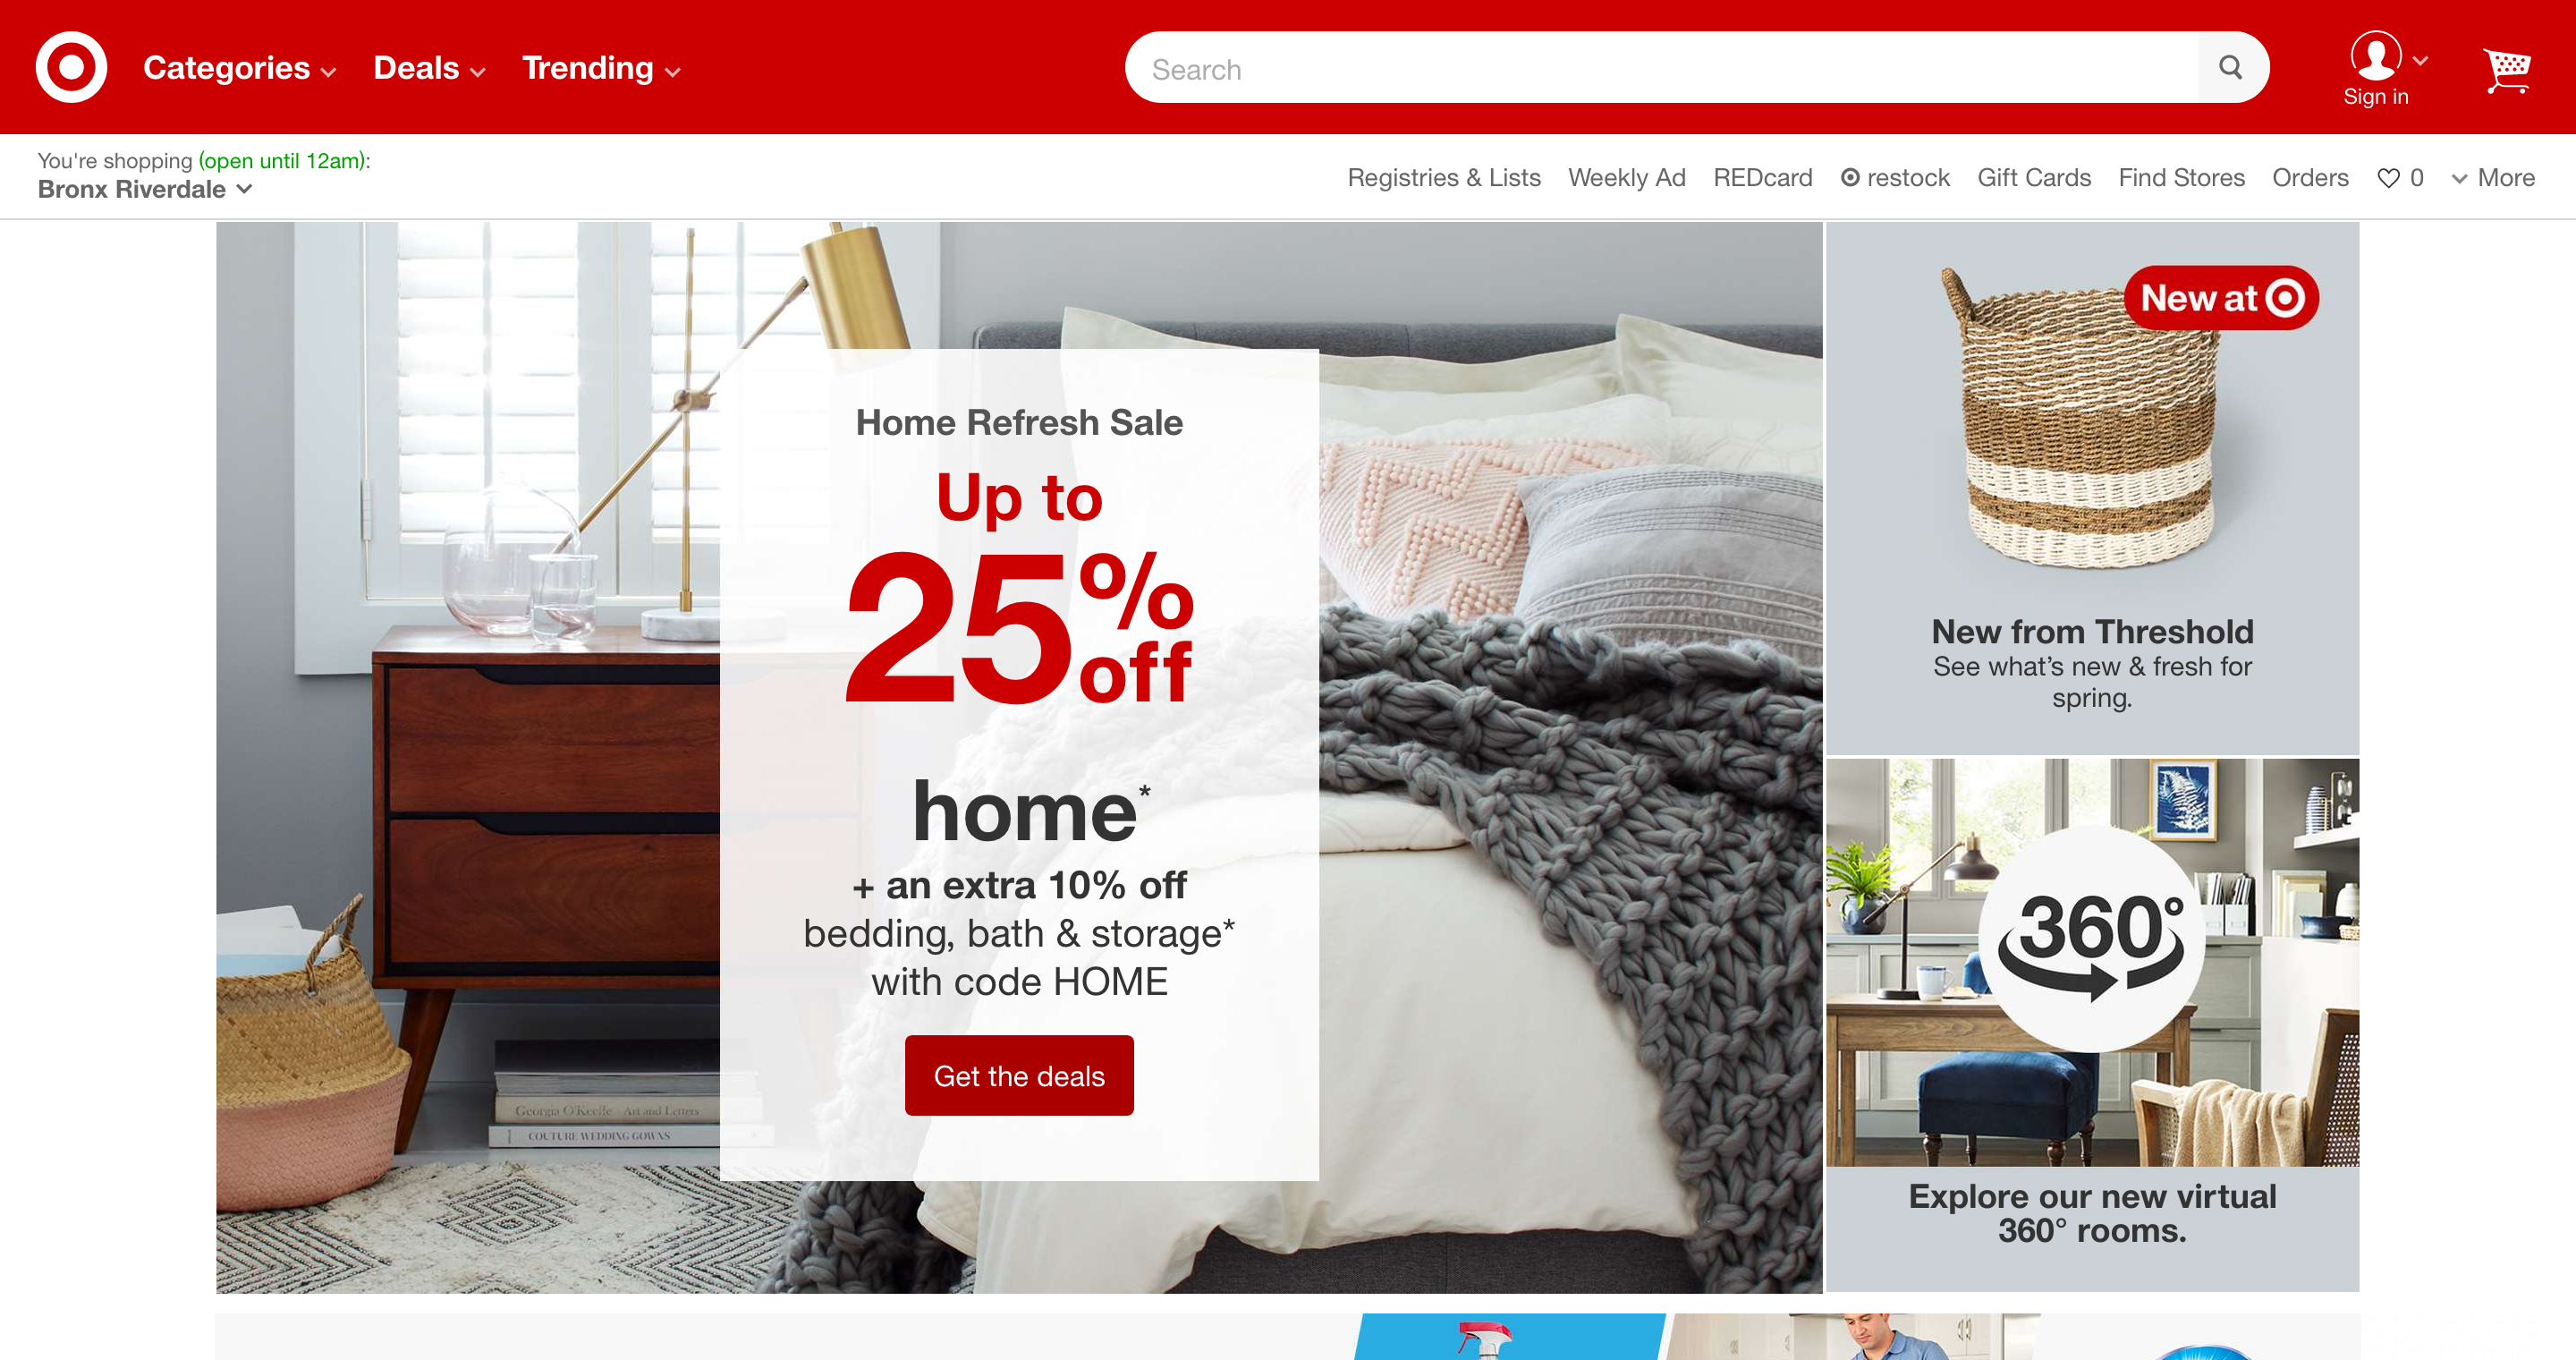 Categories
Deals
Trending
Search
Sign in
You're shopping (open until 12am):
Bronx Riverdale
Registries & Lists
Weekly Ad
REDcard
restock
Gift Cards
Find Stores
Orders
0
More
Home Refresh Sale
Up to
25% off
home*
+ an extra 10% off
bedding, bath & storage*
with code HOME
Get the deals
Georgia O'Keeffe Art and Letters
COUTURE WEDDING GOWNS
New at
New from Threshold
See what's new & fresh for
spring.
360°
Explore our new virtual
360° rooms.